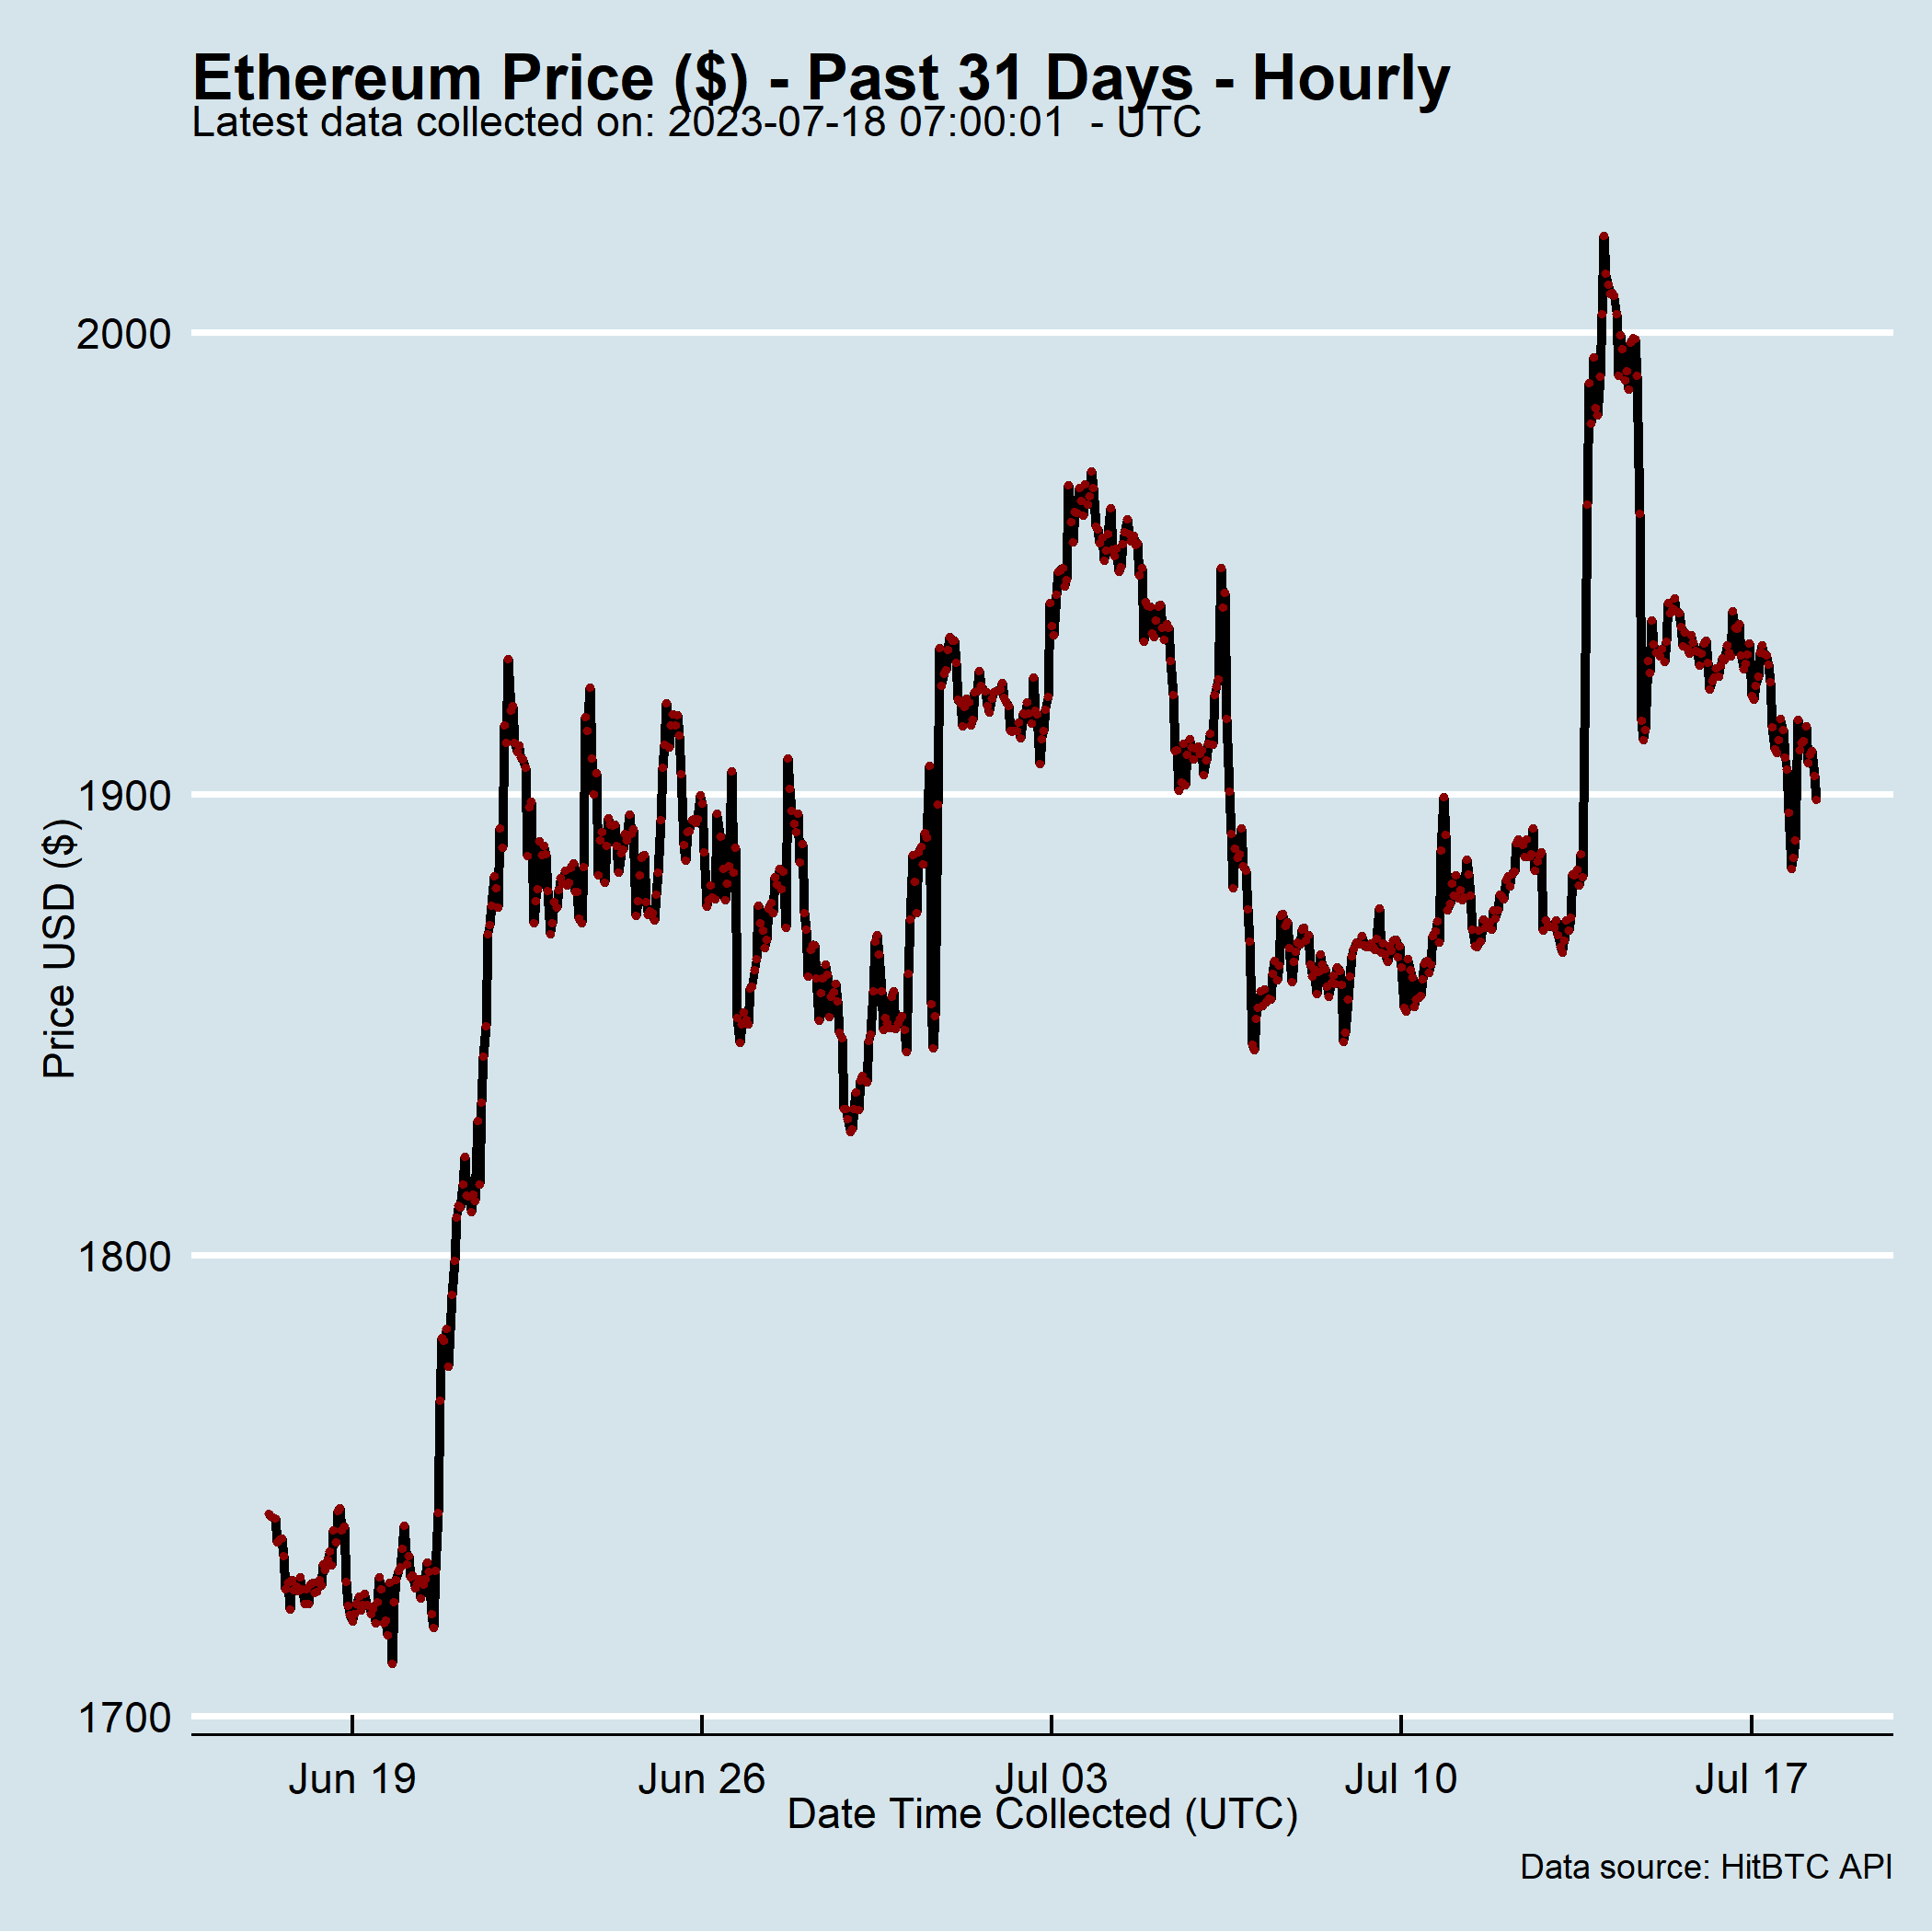 Ethereum Price ($) - Past 31 Days - Hourly
Latest data collected on: 2023-07-18 07:00:01  - UTC
2000
1900
1800
1700
Price USD ($)
Jun 19 Jun 26 Jul 03 Jul 10 Jul 17
Date Time Collected (UTC)
Data source: HitBTC API